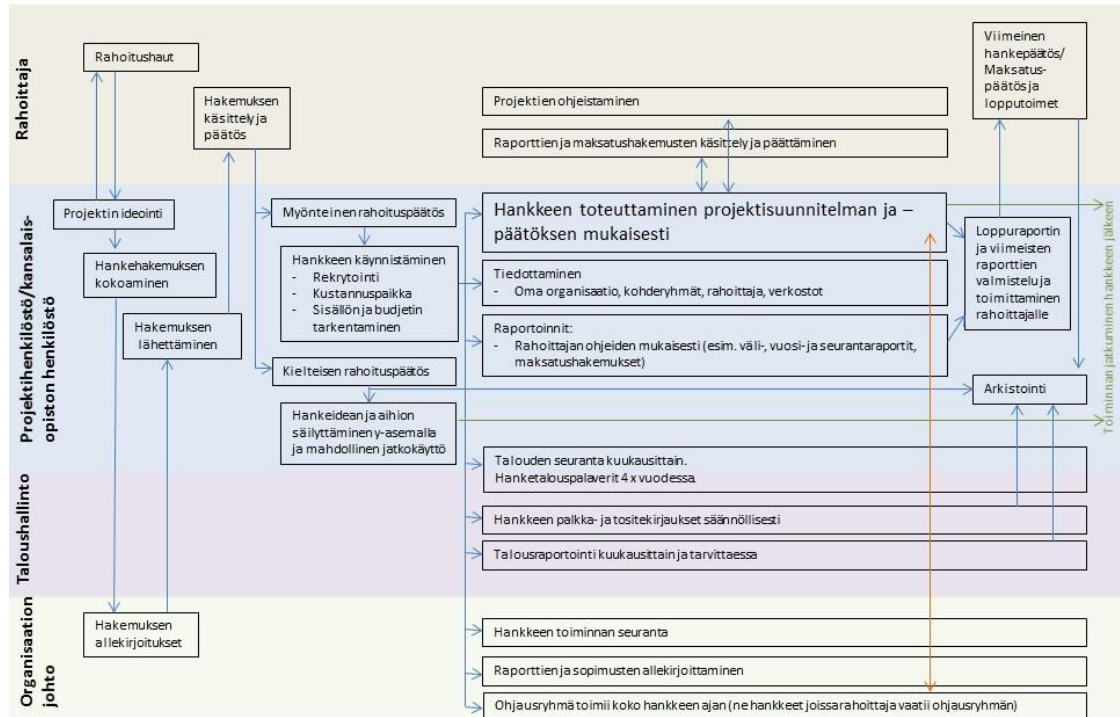 Rahoittaja
Rahoitushaut
Hakemuksen
käsittely ja
päätös
Projektien ohjeistaminen
Raporttien ja maksatushakemusten käsittely ja päättäminen
Viimeinen
hankepäätös/
Maksatus-
päätös ja
lopputoimet
Projektihenkilöstö/kansalais-
opiston henkilöstö
Projektin ideointi
Hankehakemuksen
kokoaminen
Hakemuksen
lähettäminen
Myönteinen rahoituspäätös
Hankkeen käynnistäminen
- Rekrytointi
- Kustannuspaikka
- Sisällön ja budjetin
tarkentaminen
Kielteisen rahoituspäätös
Hankeidean ja aihion
säilyttäminen y-asemalla
ja mahdollinen jatkokäyttö
Hankkeen toteuttaminen projektisuunnitelman ja –
päätöksen mukaisesti
Tiedottaminen
- Oma organisaatio, kohderyhmät, rahoittaja, verkostot
Raportoinnit:
- Rahoittajan ohjeiden mukaisesti (esim. väli-, vuosi- ja seurantaraportit,
maksatushakemukset)
Loppuraportin
ja viimeisten
raporttien
valmistelu ja
toimittaminen
rahoittajalle
Arkistointi
Toiminnan jatkuminen hankkeen jälkeen
Talouden seuranta kuukausittain.
Hanketalouspalaverit 4 x vuodessa.
Taloushallinto
Hankkeen palkka- ja tositekirjaukset säännöllisesti
Talousraportointi kuukausittain ja tarvittaessa
Organisaation
johto
Hakemuksen
allekirjoitukset
Hankkeen toiminnan seuranta
Raporttien ja sopimusten allekirjoittaminen
Ohjausryhmä toimii koko hankkeen ajan (ne hankkeet joissa rahoittaja vaatii ohjausryhmän)